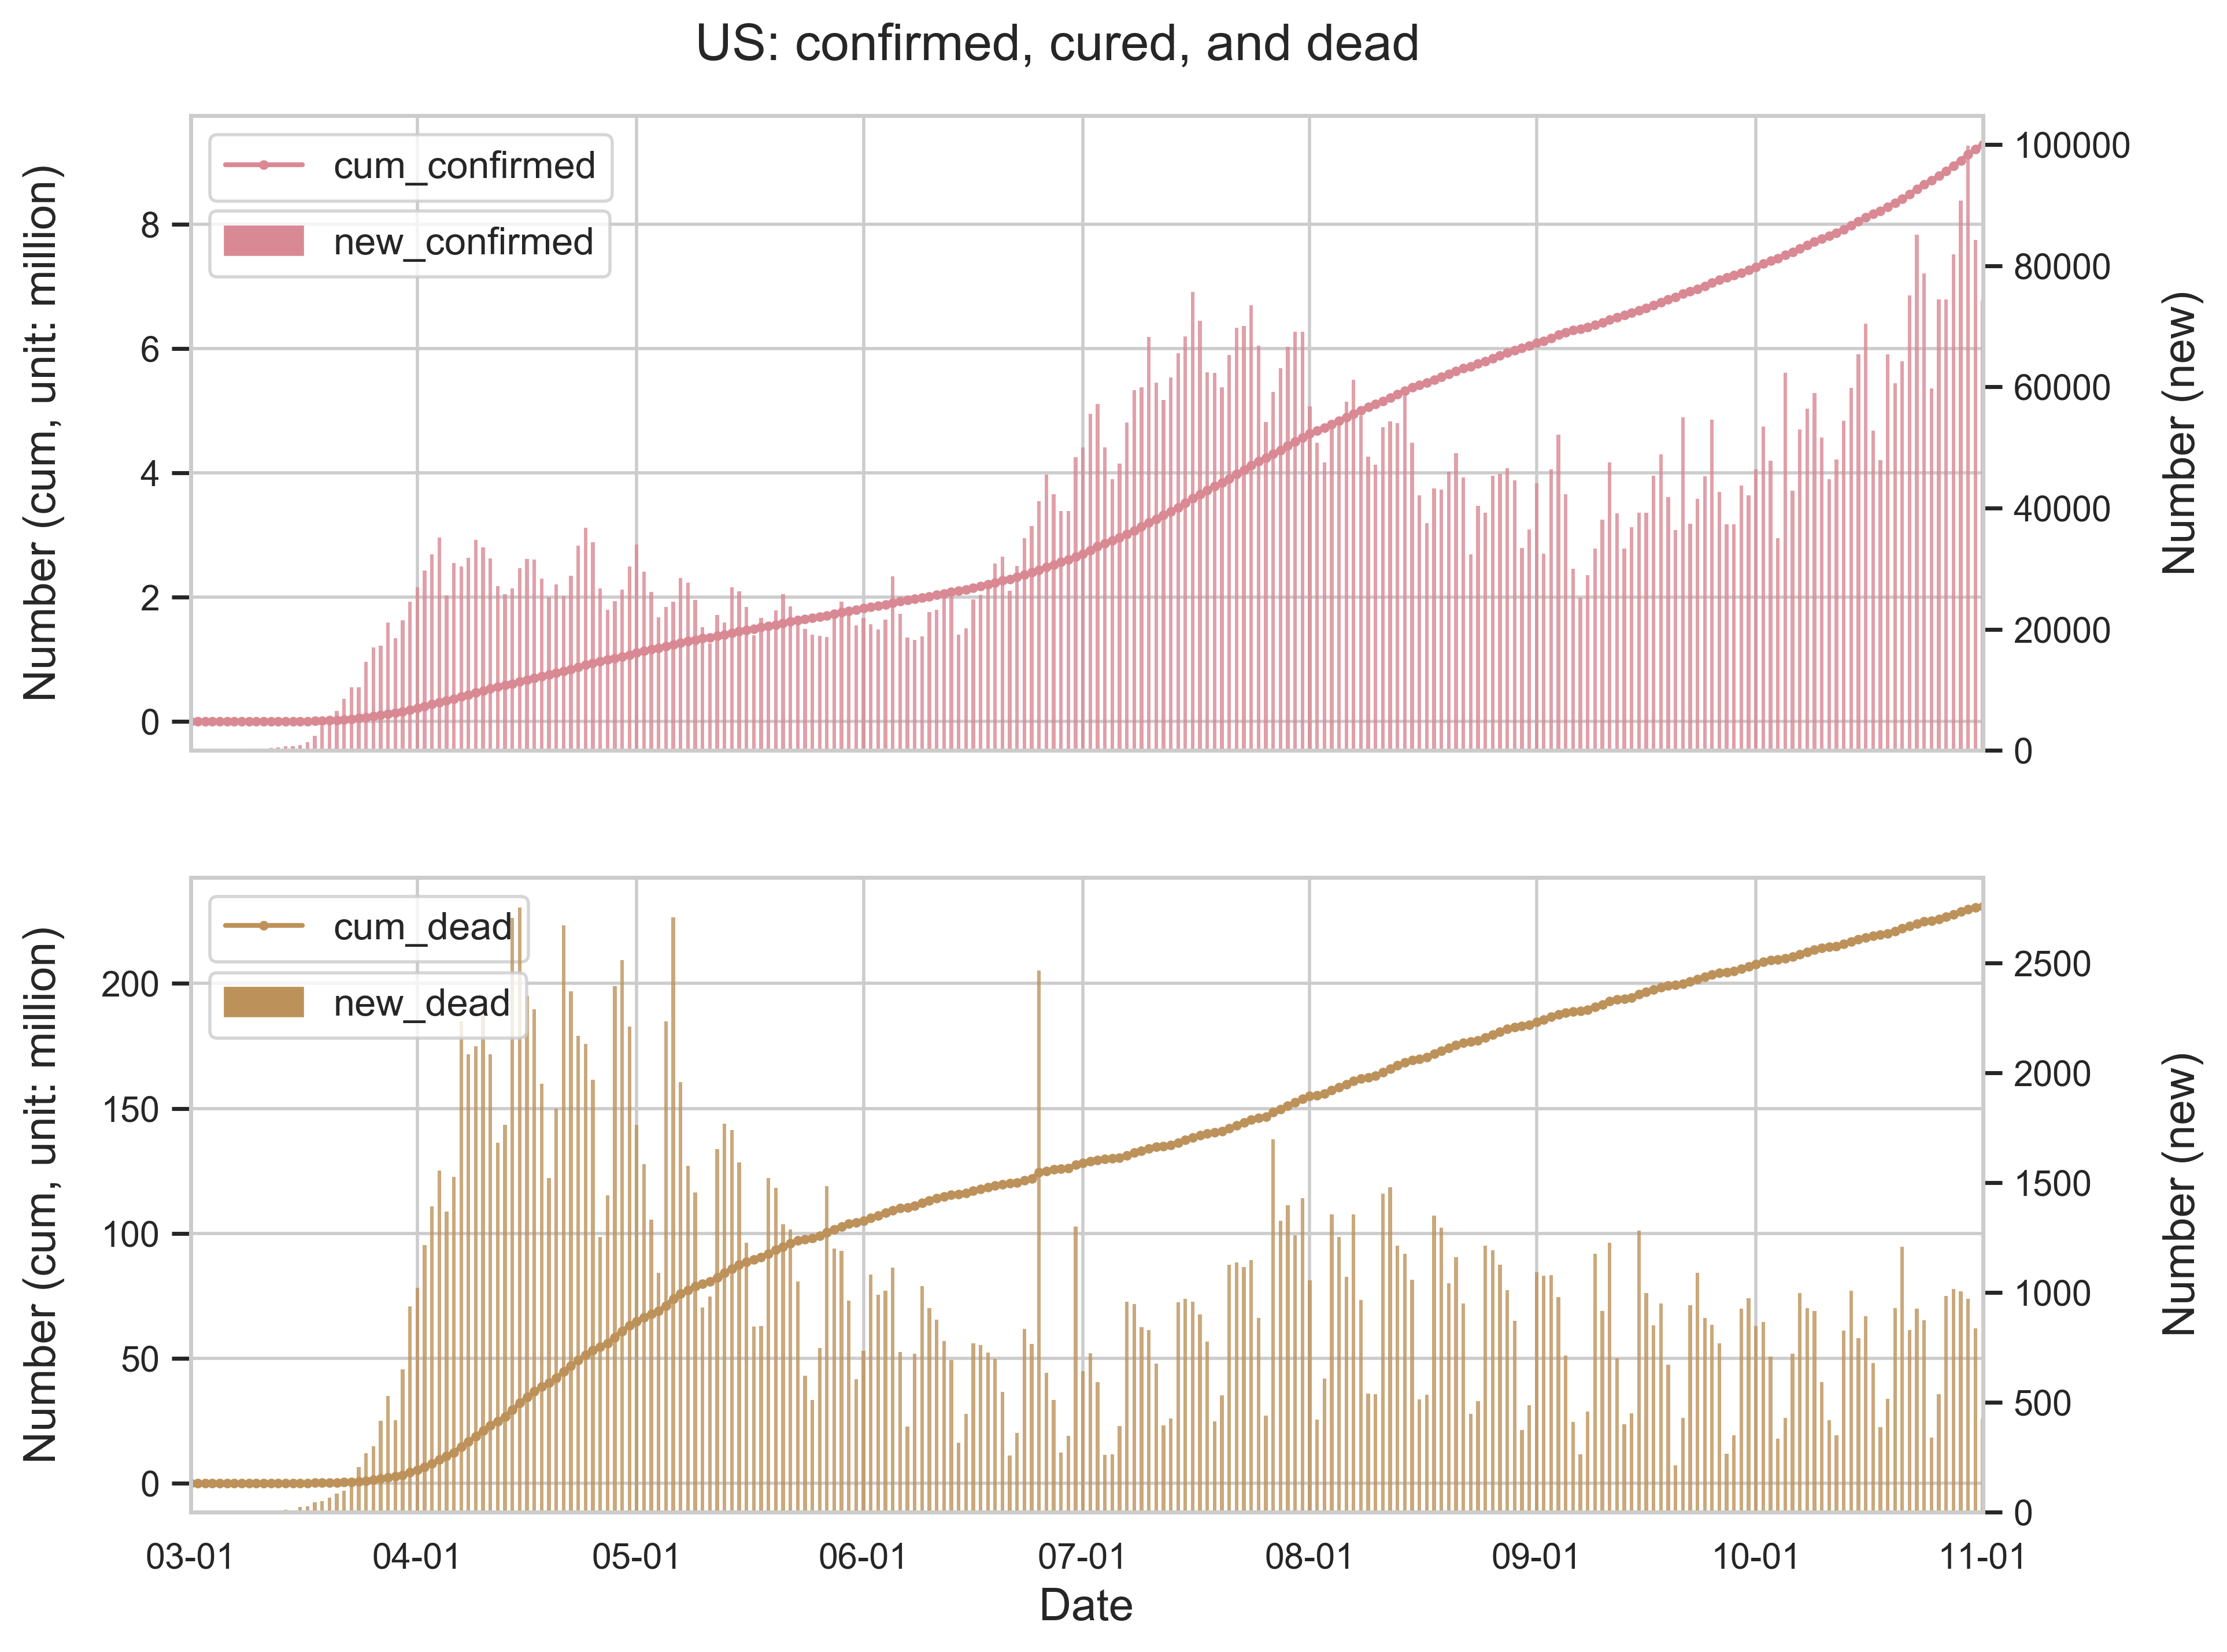 US: confirmed, cured, and dead
cum_confirmed
new_confirmed
Number (cum, unit: million)
8
6
4
2
0
100000
80000
60000
40000
20000
0
Number (new)
cum_dead
new_dead
Number (cum, unit: million)
200
150
100
50
0
2500
2000
1500
1000
500
0
Number (new)
03-01 04-01 05-01 06-01 07-01 08-01 09-01 10-01 11-01
Date